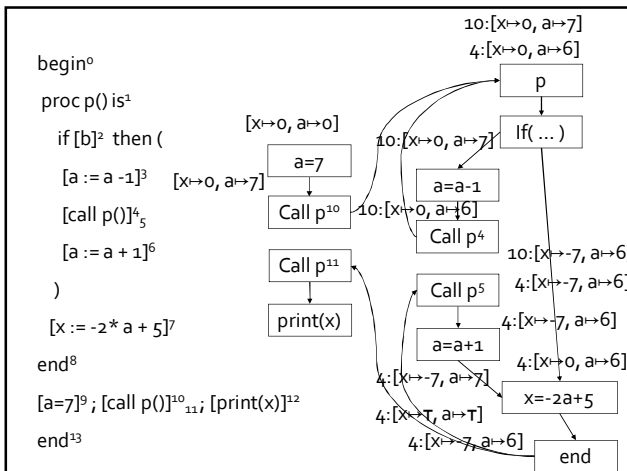 begin⁰
proc p() is¹
if [b]² then (
[a := a -1]³
[call p()]⁴₅
[a := a + 1]⁶
)
[x := -2* a + 5]⁷
end⁸
[a=7]⁹ ; [call p()]¹⁰₁₁ ; [print(x)]¹²
end¹³
[x↦0, a↦0]
a=7
[x↦0, a↦7]
Call p¹⁰
Call p¹¹
print(x)
10:[x↦0, a↦7]
4:[x↦0, a↦6]
p
If( ... )
10:[x↦0, a↦7]
a=a-1
10:[x↦0, a↦6]
Call p⁴
10:[x↦-7, a↦6]
4:[x↦-7, a↦6]
Call p⁵
4:[x↦-7, a↦6]
a=a+1
4:[x↦0, a↦6]
4:[x↦-7, a↦7]
x=-2a+5
4:[x↦⊤, a↦⊤]
4:[x↦-7, a↦6]
end